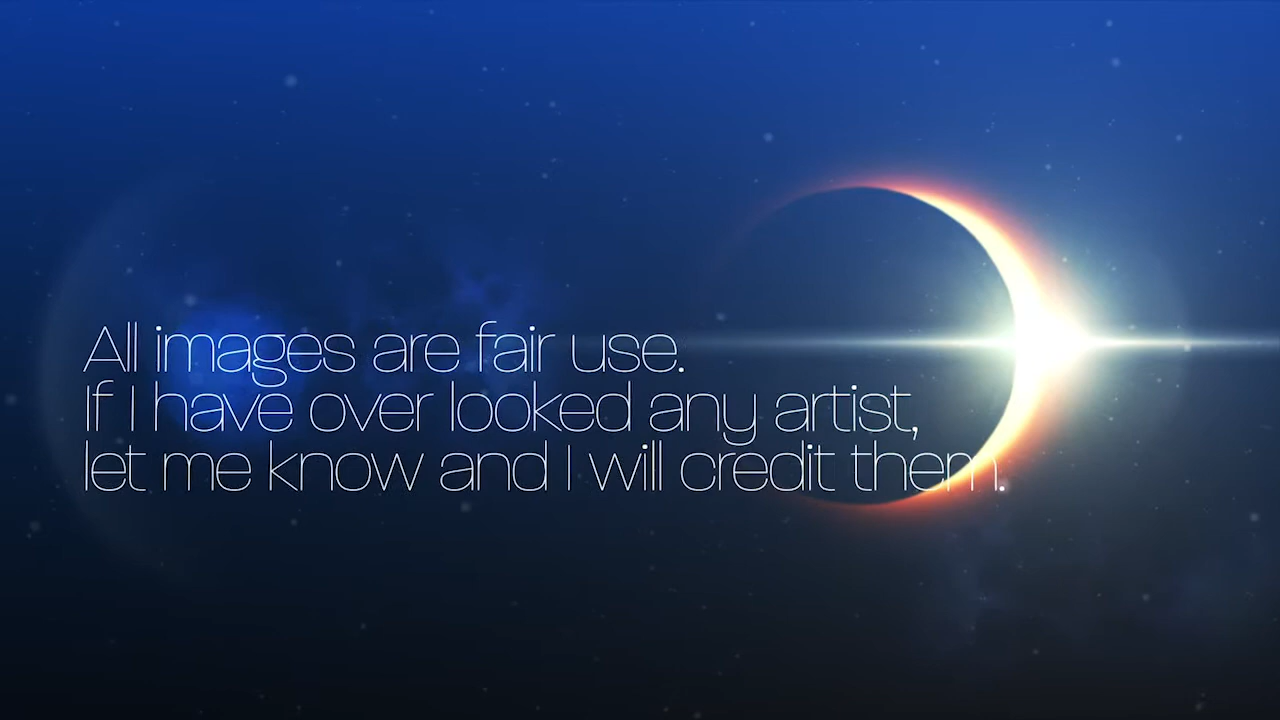 All images are fair use.
If I have over looked any artist,
let me know and I will credit them.